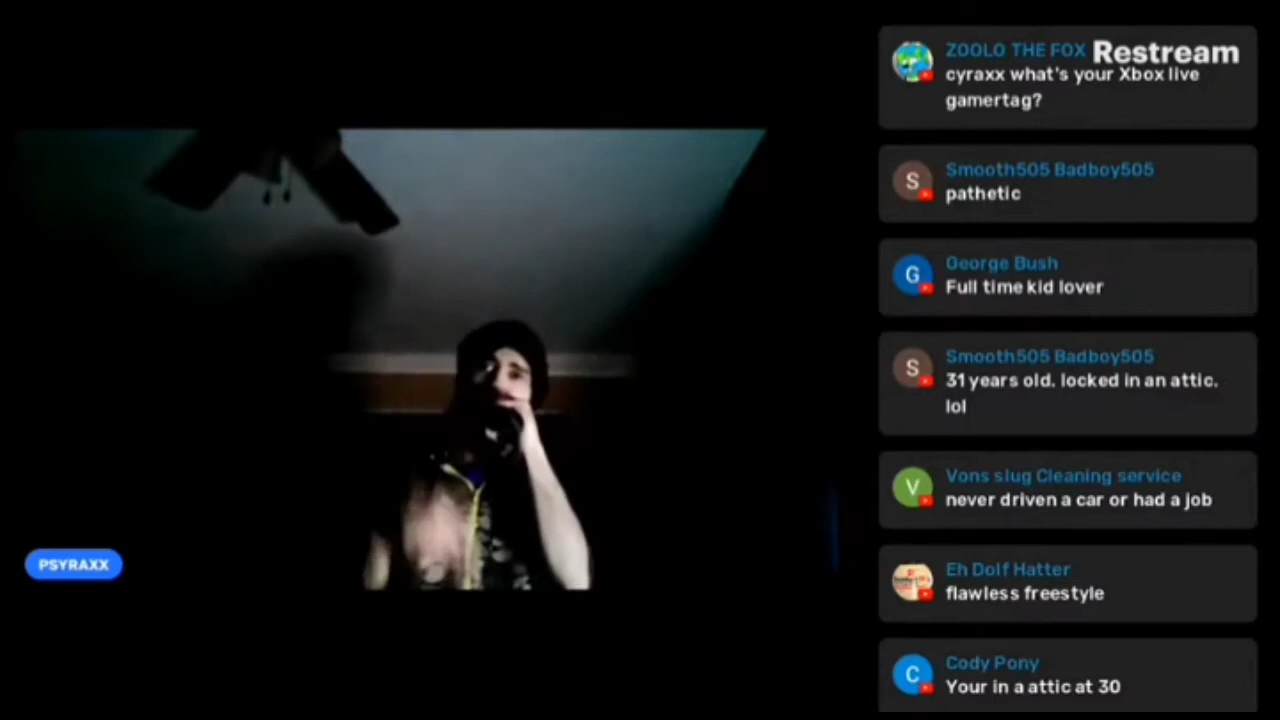 Restream
ZOOLO THE FOX
cyraxx what's your Xbox live
gamertag?
S
Smooth505 Badboy505
pathetic
G
George Bush
Full time kid lover
S
Smooth505 Badboy505
31 years old. locked in an attic.
lol
V
Vons slug Cleaning service
never driven a car or had a job
Eh Dolf Hatter
flawless freestyle
C
Cody Pony
Your in a attic at 30
PSYRAXX